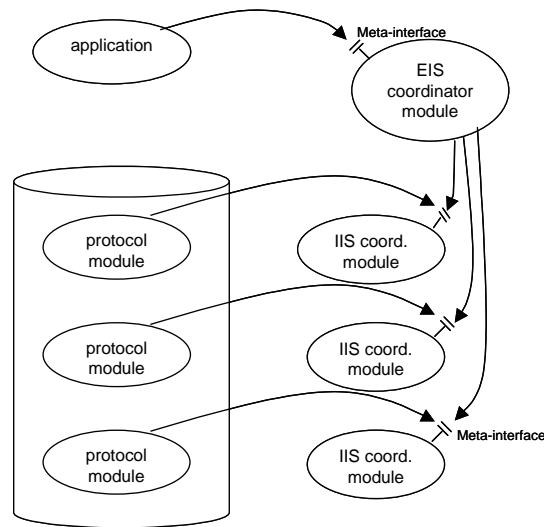 application
Meta-interface
EIS
coordinator
module
protocol
module
IIS coord.
module
protocol
module
IIS coord.
module
protocol
module
IIS coord.
module
Meta-interface